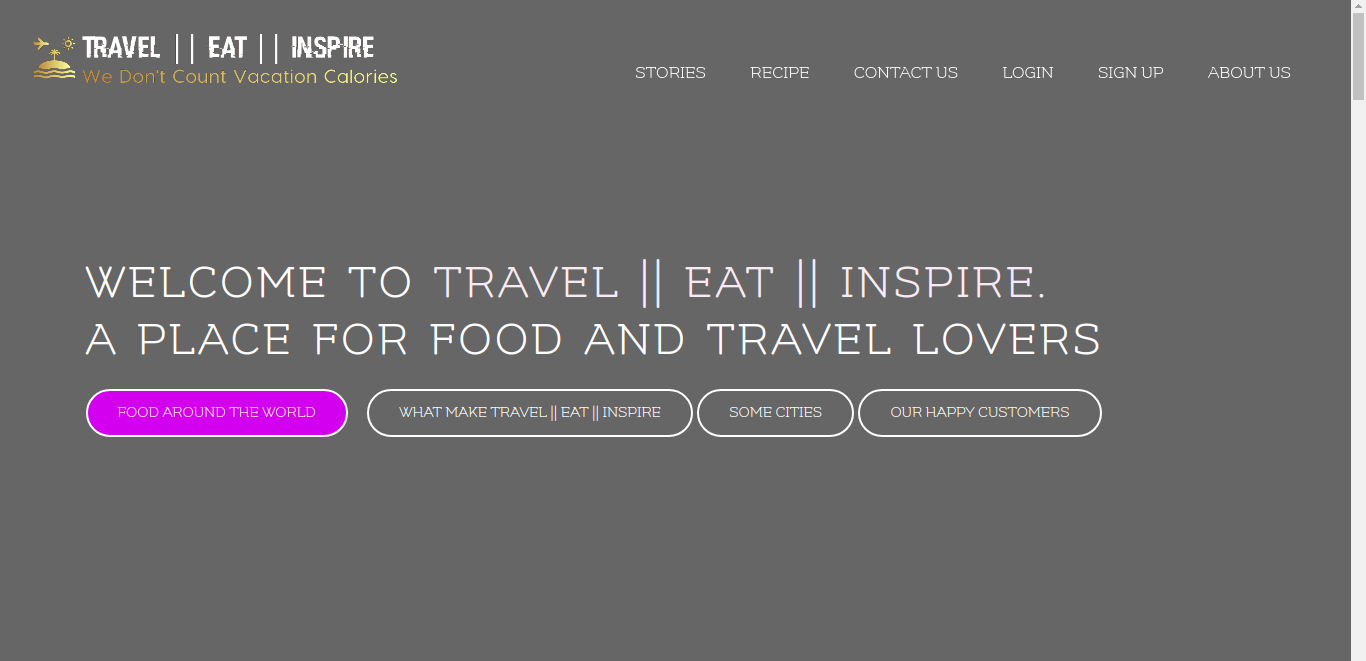 TRAVEL || EAT || INSPIRE
We Don't Count Vacation Calories
STORIES RECIPE CONTACT US LOGIN SIGN UP ABOUT US
WELCOME TO TRAVEL || EAT || INSPIRE.
A PLACE FOR FOOD AND TRAVEL LOVERS
FOOD AROUND THE WORLD WHAT MAKE TRAVEL || EAT || INSPIRE SOME CITIES OUR HAPPY CUSTOMERS